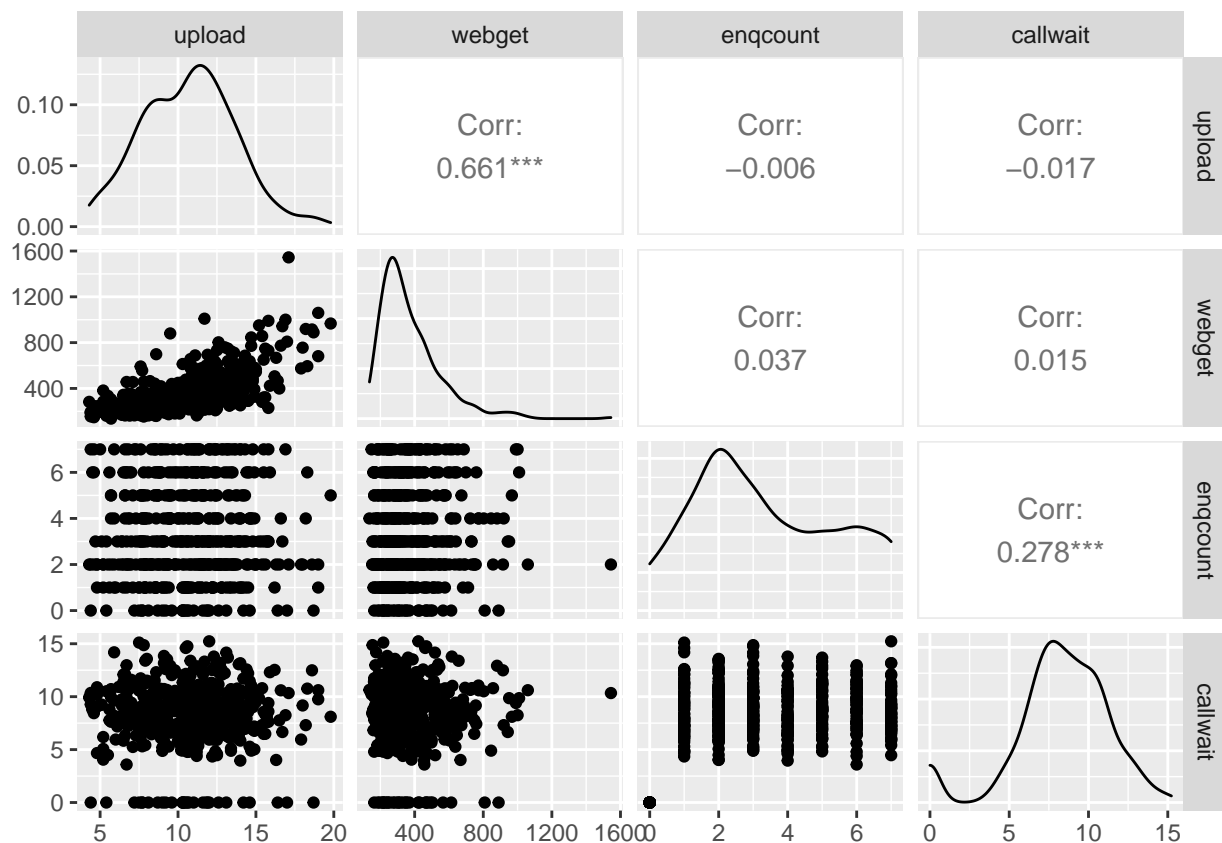 upload webget enqcount callwait
0.10
0.05
0.00
Corr:
0.661***
Corr:
−0.006
Corr:
−0.017
upload
1600
1200
800
400
Corr:
0.037
Corr:
0.015
webget
6
4
2
0
Corr:
0.278***
enqcount
15
10
5
0
callwait
5 10 15 20 400 800 1200 1600 0 2 4 6 0 5 10 15